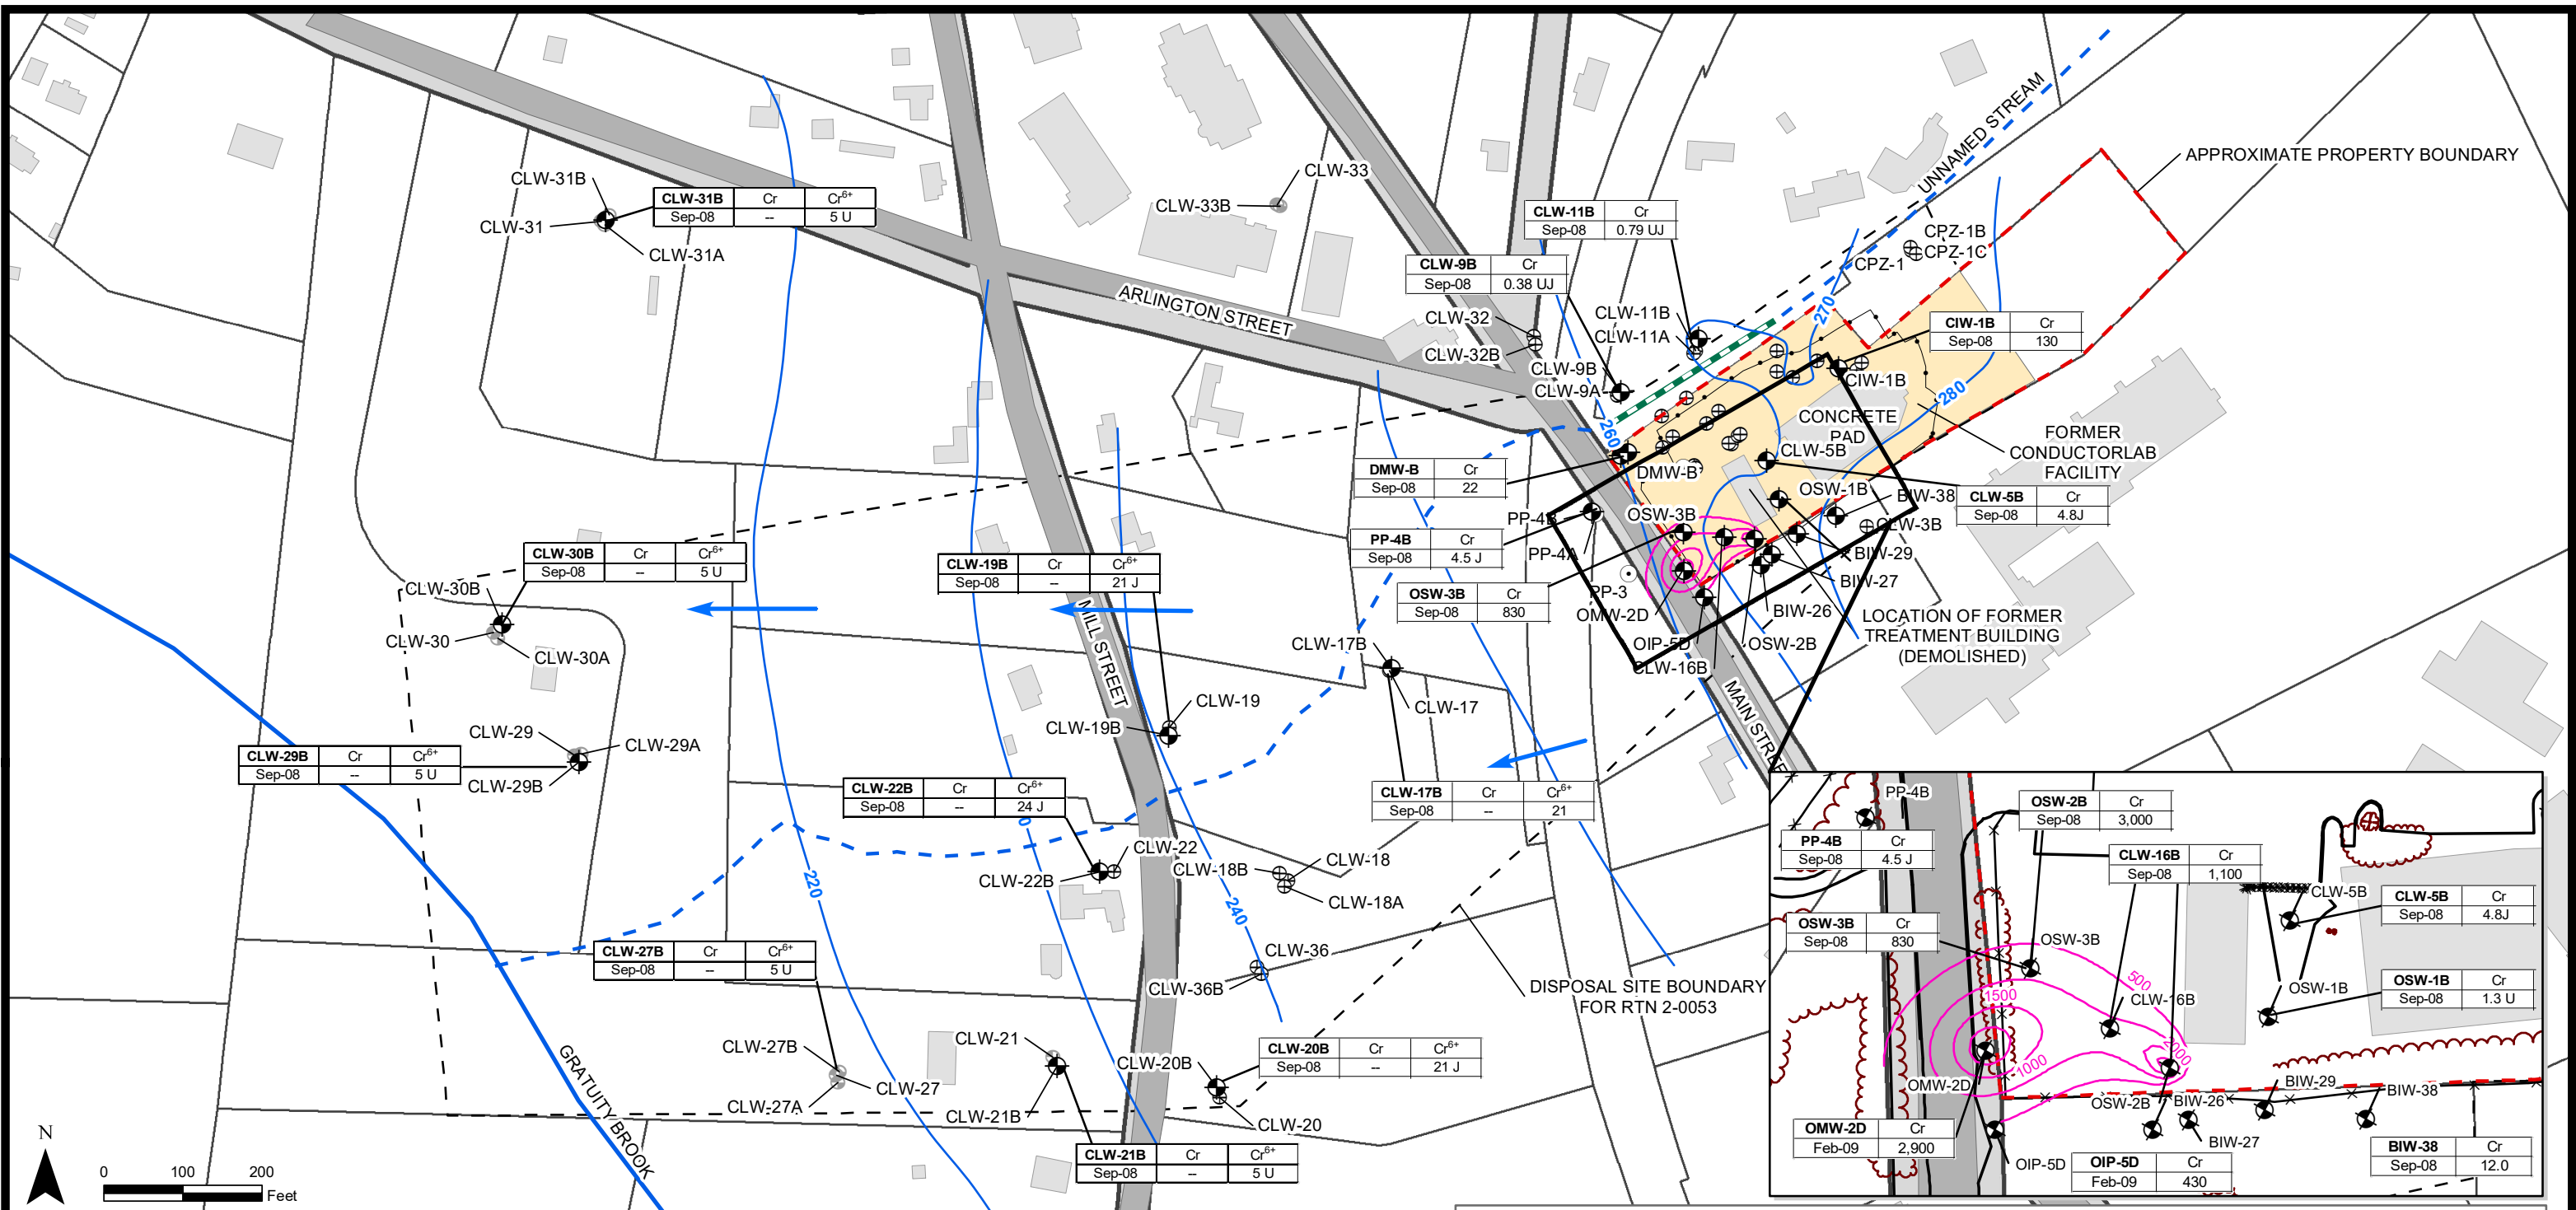 UNNAMED STREAM
APPROXIMATE PROPERTY BOUNDARY
CLW-31B
CLW-31
CLW-31A
CLW-31B Cr Cr6+
Sep-08 -- 5 U
CLW-33
CLW-33B
CLW-11B Cr
Sep-08 0.79 UJ
CLW-9B Cr
Sep-08 0.38 UJ
CPZ-1B
CPZ-1C
CPZ-1
ARLINGTON STREET
CLW-32
CLW-32B
CLW-11B
CLW-11A
CLW-9B
CLW-9A
270
CIW-1B Cr
Sep-08 130
CIW-1B
280
260
CONCRETE
PAD
FORMER
CONDUCTORLAB
FACILITY
CLW-5B
DMW-B Cr
Sep-08 22
DMW-B
OSW-1B
BIW-38
CLW-5B Cr
Sep-08 4.8J
PP-4B
OSW-3B
CLW-3B
PP-4B Cr
Sep-08 4.5 J
PP-4A
BIW-29
BIW-27
PP-3
OSW-3B Cr
Sep-08 830
OMW-2D
BIW-26
LOCATION OF FORMER
TREATMENT BUILDING
(DEMOLISHED)
OIP-5D
OSW-2B
CLW-16B
MAIN STREE
CLW-30B Cr Cr6+
Sep-08 -- 5 U
CLW-30B
CLW-30
CLW-30A
CLW-19B Cr Cr6+
Sep-08 -- 21 J
MILL STREET
CLW-17B
CLW-17
CLW-19
CLW-19B
CLW-29
CLW-29A
CLW-29B
CLW-29B Cr Cr6+
Sep-08 -- 5 U
CLW-22B Cr Cr6+
Sep-08 -- 24 J
CLW-17B Cr Cr6+
Sep-08 -- 21
0
CLW-22
CLW-22B
CLW-18B
CLW-18
CLW-18A
220
240
CLW-27B Cr Cr6+
Sep-08 -- 5 U
CLW-36
CLW-36B
DISPOSAL SITE BOUNDARY
FOR RTN 2-0053
CLW-27B
CLW-27
CLW-27A
CLW-21
CLW-21B
CLW-20B
CLW-20
CLW-20B Cr Cr6+
Sep-08 -- 21 J
CLW-21B Cr Cr6+
Sep-08 -- 5 U
GRATUITY BROOK
N
0 100 200
Feet
PP-4B
OSW-2B Cr
Sep-08 3,000
PP-4B Cr
Sep-08 4.5 J
CLW-16B Cr
Sep-08 1,100
CLW-5B
CLW-5B Cr
Sep-08 4.8J
OSW-3B Cr
Sep-08 830
OSW-3B
500
1500
OSW-1B
OSW-1B Cr
Sep-08 1.3 U
CLW-16B
2000
1000
OMW-2D
BIW-29
BIW-38
OSW-2B
BIW-26
BIW-27
OMW-2D Cr
Feb-09 2,900
OIP-5D
OIP-5D Cr
Feb-09 430
BIW-38 Cr
Sep-08 12.0